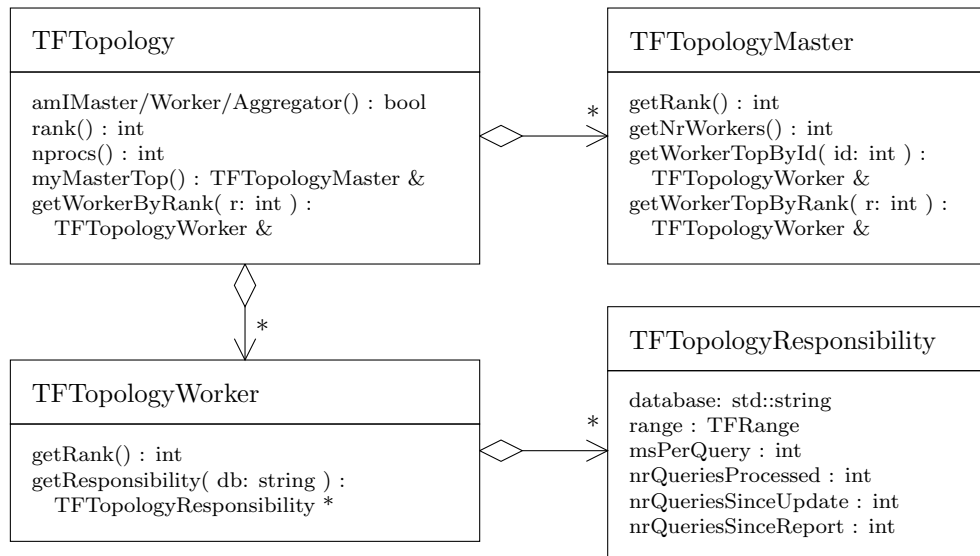 TFTopology
amIMaster/Worker/Aggregator() : bool
rank() : int
nprocs() : int
myMasterTop() : TFTopologyMaster &
getWorkerByRank( r: int ) :
TFTopologyWorker &
*
TFTopologyMaster
getRank() : int
getNrWorkers() : int
getWorkerTopById( id: int ) :
TFTopologyWorker &
getWorkerTopByRank( r: int ) :
TFTopologyWorker &
*
TFTopologyWorker
getRank() : int
getResponsibility( db: string ) :
TFTopologyResponsibility *
*
TFTopologyResponsibility
database: std::string
range : TFRange
msPerQuery : int
nrQueriesProcessed : int
nrQueriesSinceUpdate : int
nrQueriesSinceReport : int